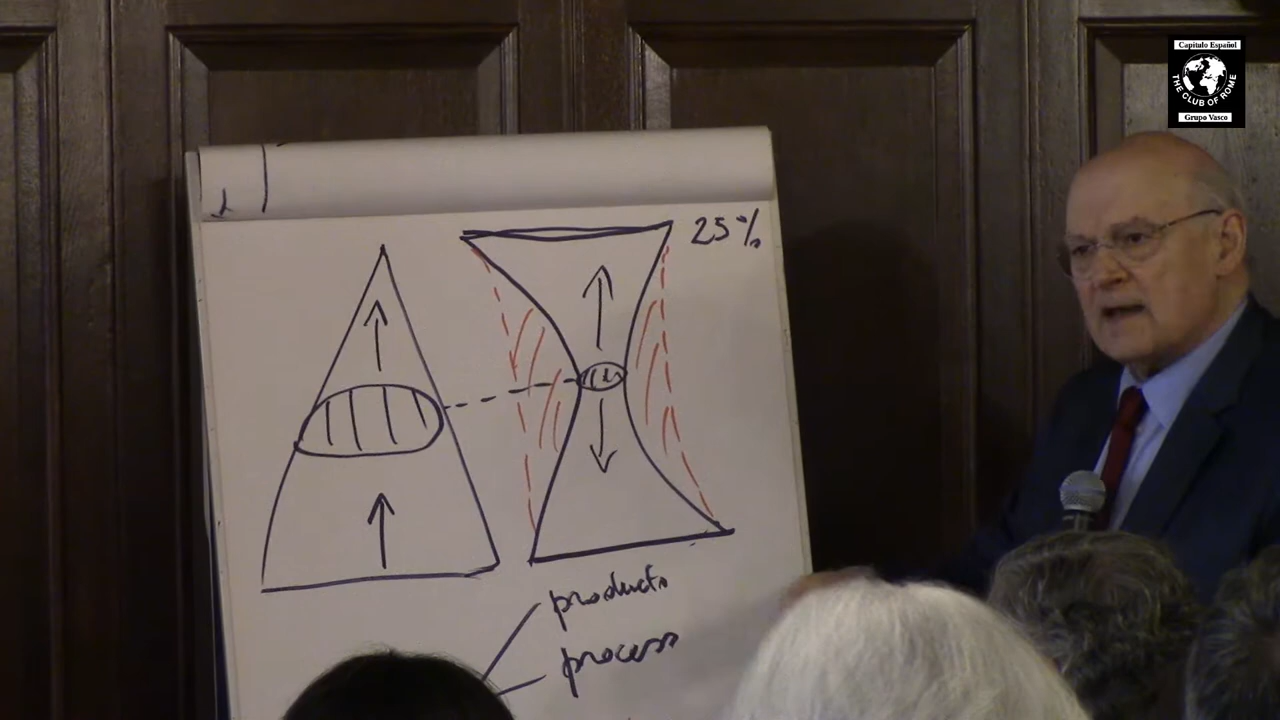 Capítulo Español
THE CLUB OF ROME
Grupo Vasco
25%
products
process